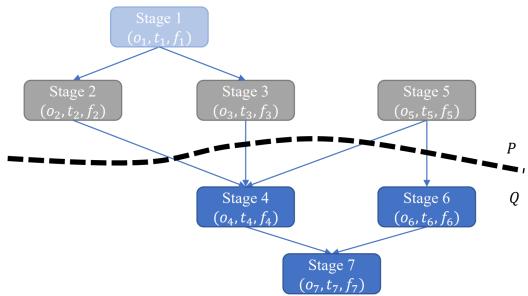 Stage 1
(o₁, t₁, f₁)
Stage 2
(o₂, t₂, f₂)
Stage 3
(o₃, t₃, f₃)
Stage 5
(o₅, t₅, f₅)
P
Q
Stage 4
(o₄, t₄, f₄)
Stage 6
(o₆, t₆, f₆)
Stage 7
(o₇, t₇, f₇)